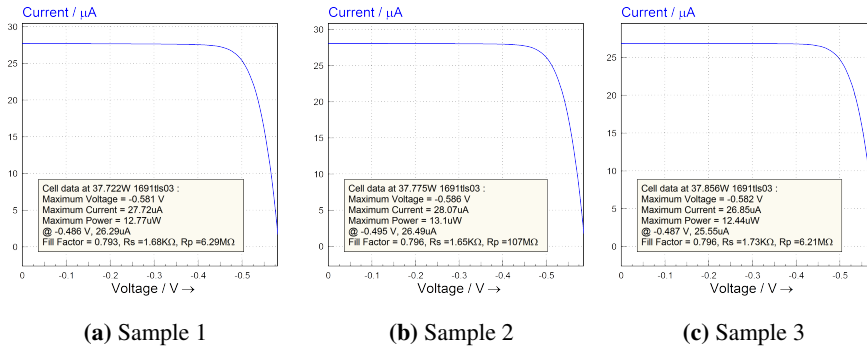 Current / µA
30
25
20
15
10
5
0
Cell data at 37.722W 1691tls03 :
Maximum Voltage = -0.581 V
Maximum Current = 27.72uA
Maximum Power = 12.77uW
@ -0.486 V, 26.29uA
Fill Factor = 0.793, Rs =1.68KΩ, Rp =6.29MΩ
0 -0.1 -0.2 -0.3 -0.4 -0.5
Voltage / V →
(a) Sample 1
Current / µA
30
25
20
15
10
5
0
Cell data at 37.775W 1691tls03 :
Maximum Voltage = -0.586 V
Maximum Current = 28.07uA
Maximum Power = 13.1uW
@ -0.495 V, 26.49uA
Fill Factor = 0.796, Rs =1.65KΩ, Rp =107MΩ
0 -0.1 -0.2 -0.3 -0.4 -0.5
Voltage / V →
(b) Sample 2
Current / µA
25
20
15
10
5
0
Cell data at 37.856W 1691tls03 :
Maximum Voltage = -0.582 V
Maximum Current = 26.85uA
Maximum Power = 12.44uW
@ -0.487 V, 25.55uA
Fill Factor = 0.796, Rs =1.73KΩ, Rp =6.21MΩ
0 -0.1 -0.2 -0.3 -0.4 -0.5
Voltage / V →
(c) Sample 3